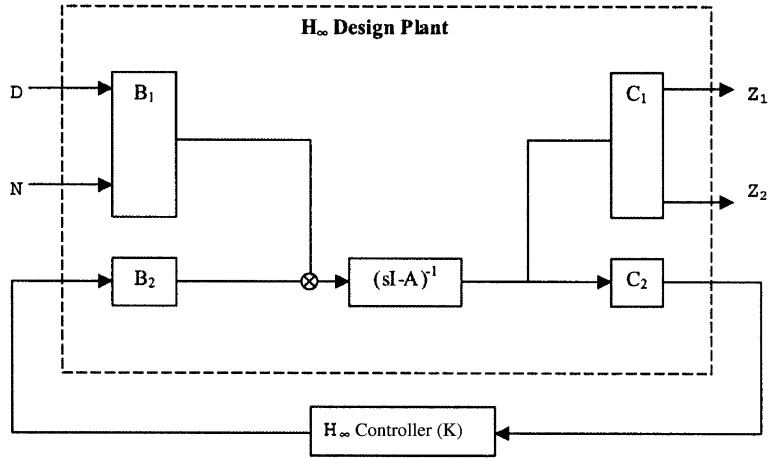 H∞ Design Plant
D
B₁
C₁
Z₁
N
Z₂
B₂
(sI-A)⁻¹
C₂
H∞ Controller (K)